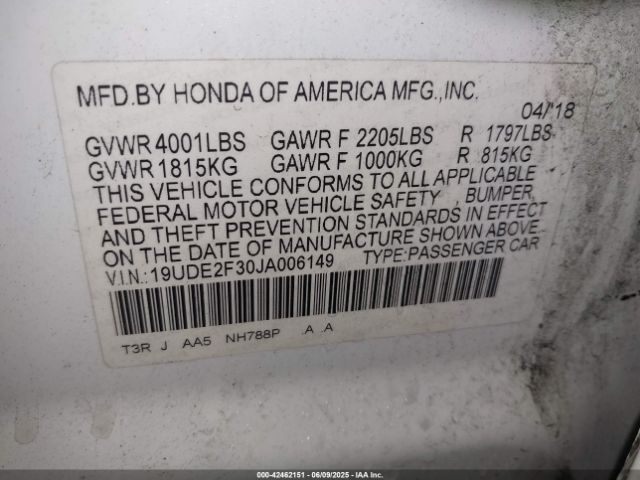 MFD.BY HONDA OF AMERICA MFG.,INC.
04/'18
GVWR 4001LBS GAWR F 2205LBS R 1797LBS
GVWR 1815KG GAWR F 1000KG R 815KG
THIS VEHICLE CONFORMS TO ALL APPLICABLE
FEDERAL MOTOR VEHICLE SAFETY , BUMPER,
AND THEFT PREVENTION STANDARDS IN EFFECT
ON THE DATE OF MANUFACTURE SHOWN ABOVE.
V.I.N.:19UDE2F30JA006149 TYPE:PASSENGER CAR
T3R J AA5 NH788P .A .A
000-42462151 | 06/09/2025 | IAA Inc.